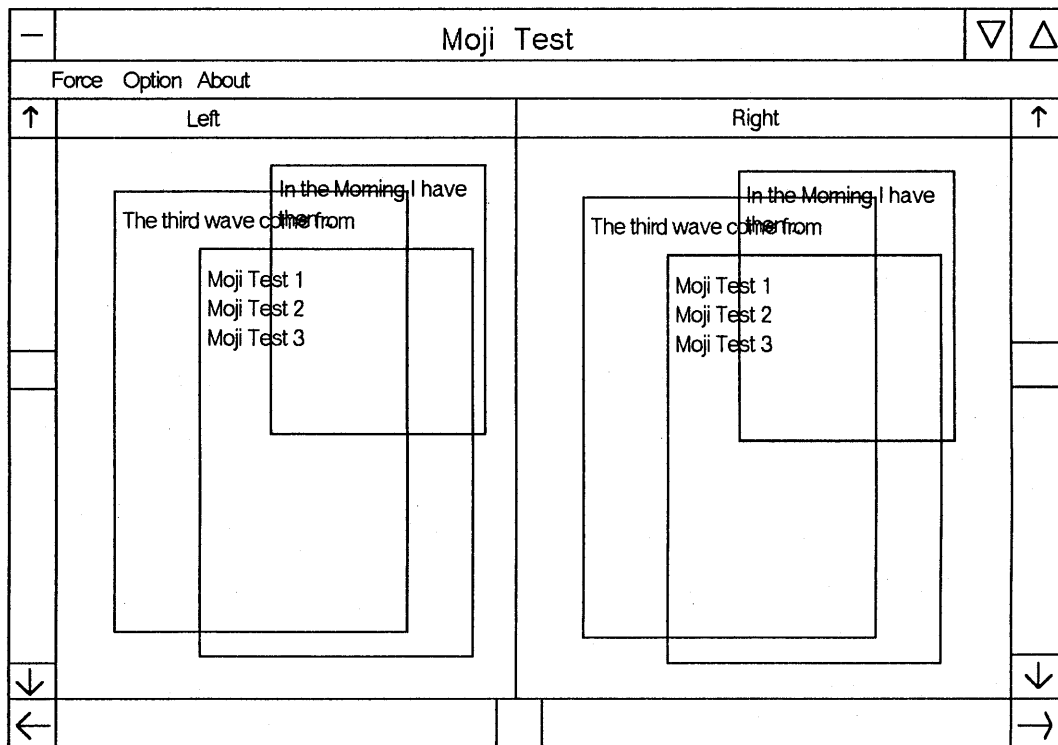 Moji Test
Force Option About
Left
Right
In the Morning I have
then...
The third wave come from
Moji Test 1
Moji Test 2
Moji Test 3
In the Morning I have
then...
The third wave come from
Moji Test 1
Moji Test 2
Moji Test 3